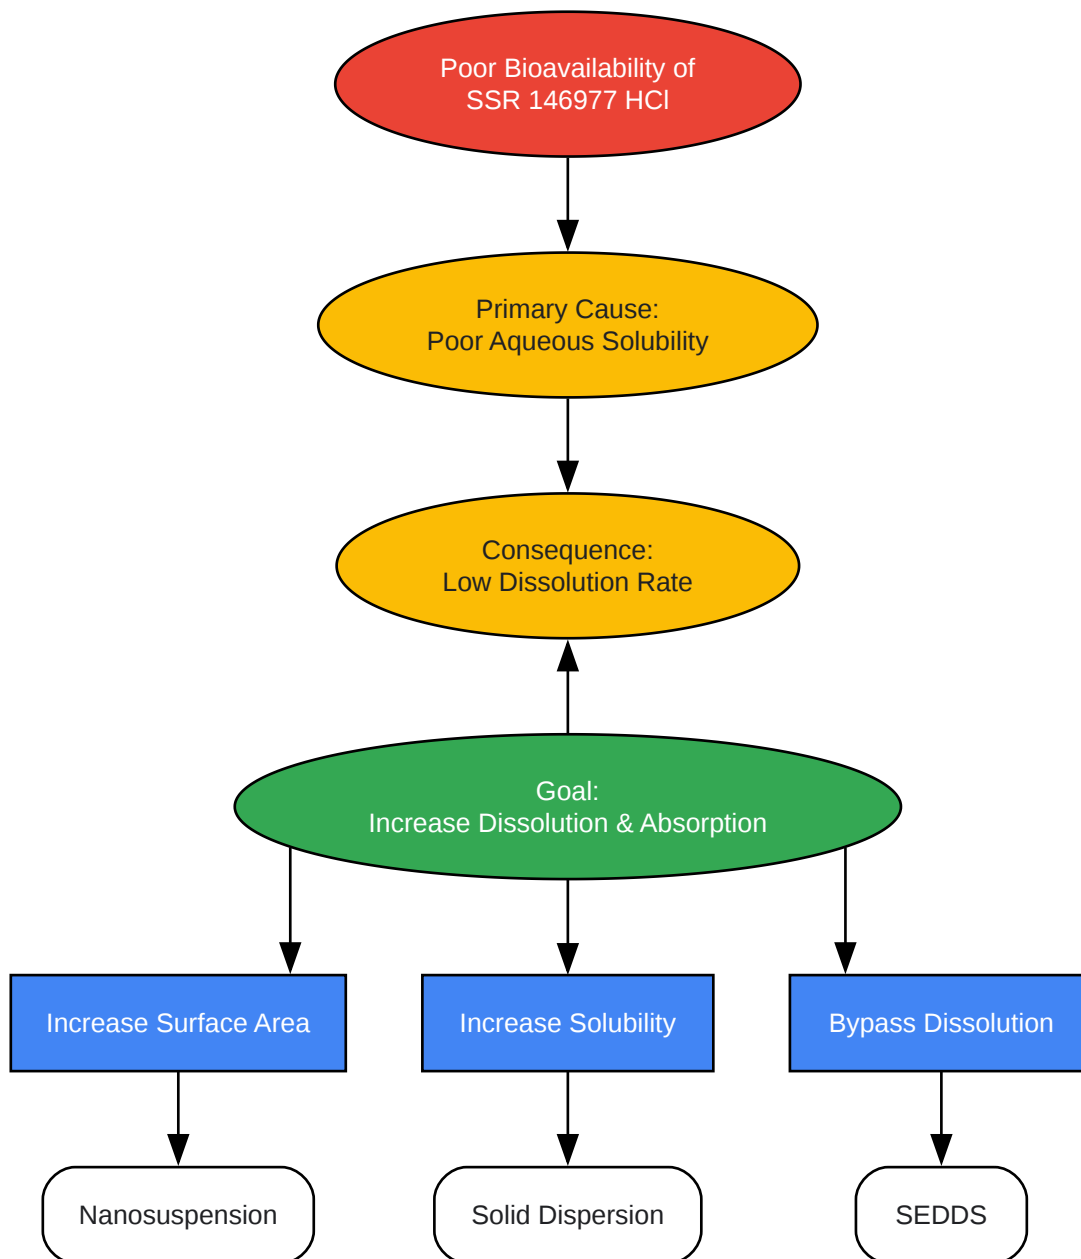 Poor Bioavailability of
SSR 146977 HCl
Primary Cause:
Poor Aqueous Solubility
Consequence:
Low Dissolution Rate
Goal:
Increase Dissolution & Absorption
Increase Surface Area
Increase Solubility
Bypass Dissolution
Nanosuspension
Solid Dispersion
SEDDS